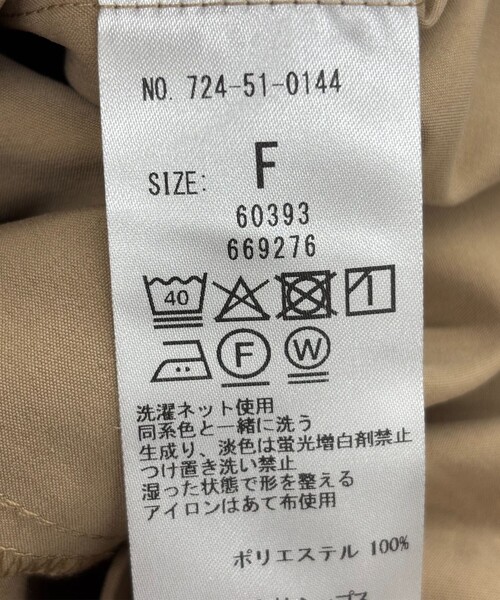 NO. 724-51-0144
SIZE: F
60393
669276
40
F W
洗濯ネット使用
同系色と一緒に洗う
生成り、淡色は蛍光増白剤禁止
つけ置き洗い禁止
湿った状態で形を整える
アイロンはあて布使用
ポリエステル 100%